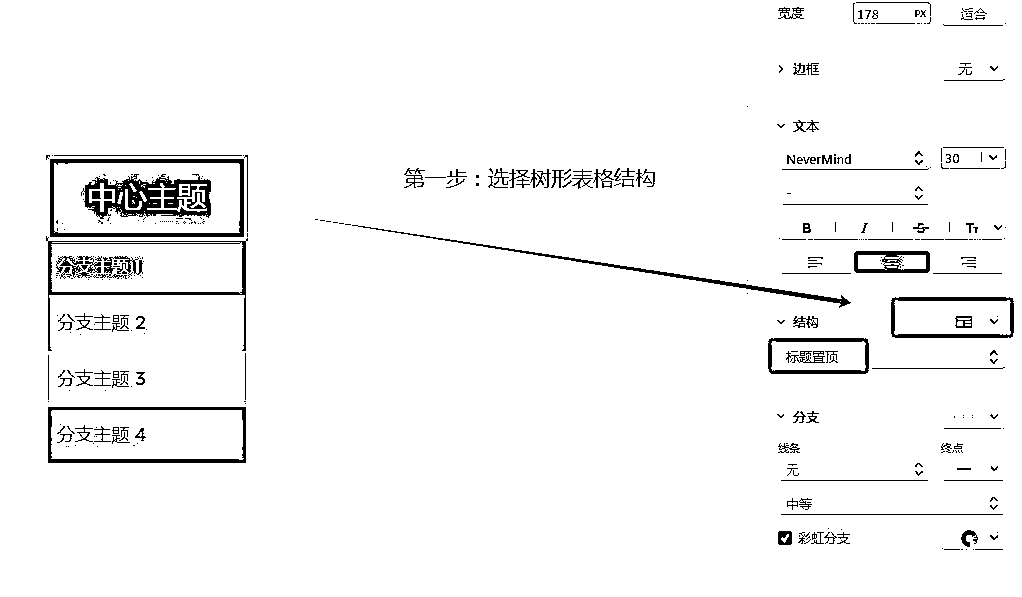 宽度 178 PX 适合
边框 无
文本
NeverMind 30
-
B I S Tт
第一步：选择树形表格结构
中心主题
分支主题 1
分支主题 2
分支主题 3
分支主题 4
结构
标题置顶
分支
线条 终点
无
中等
彩虹分支